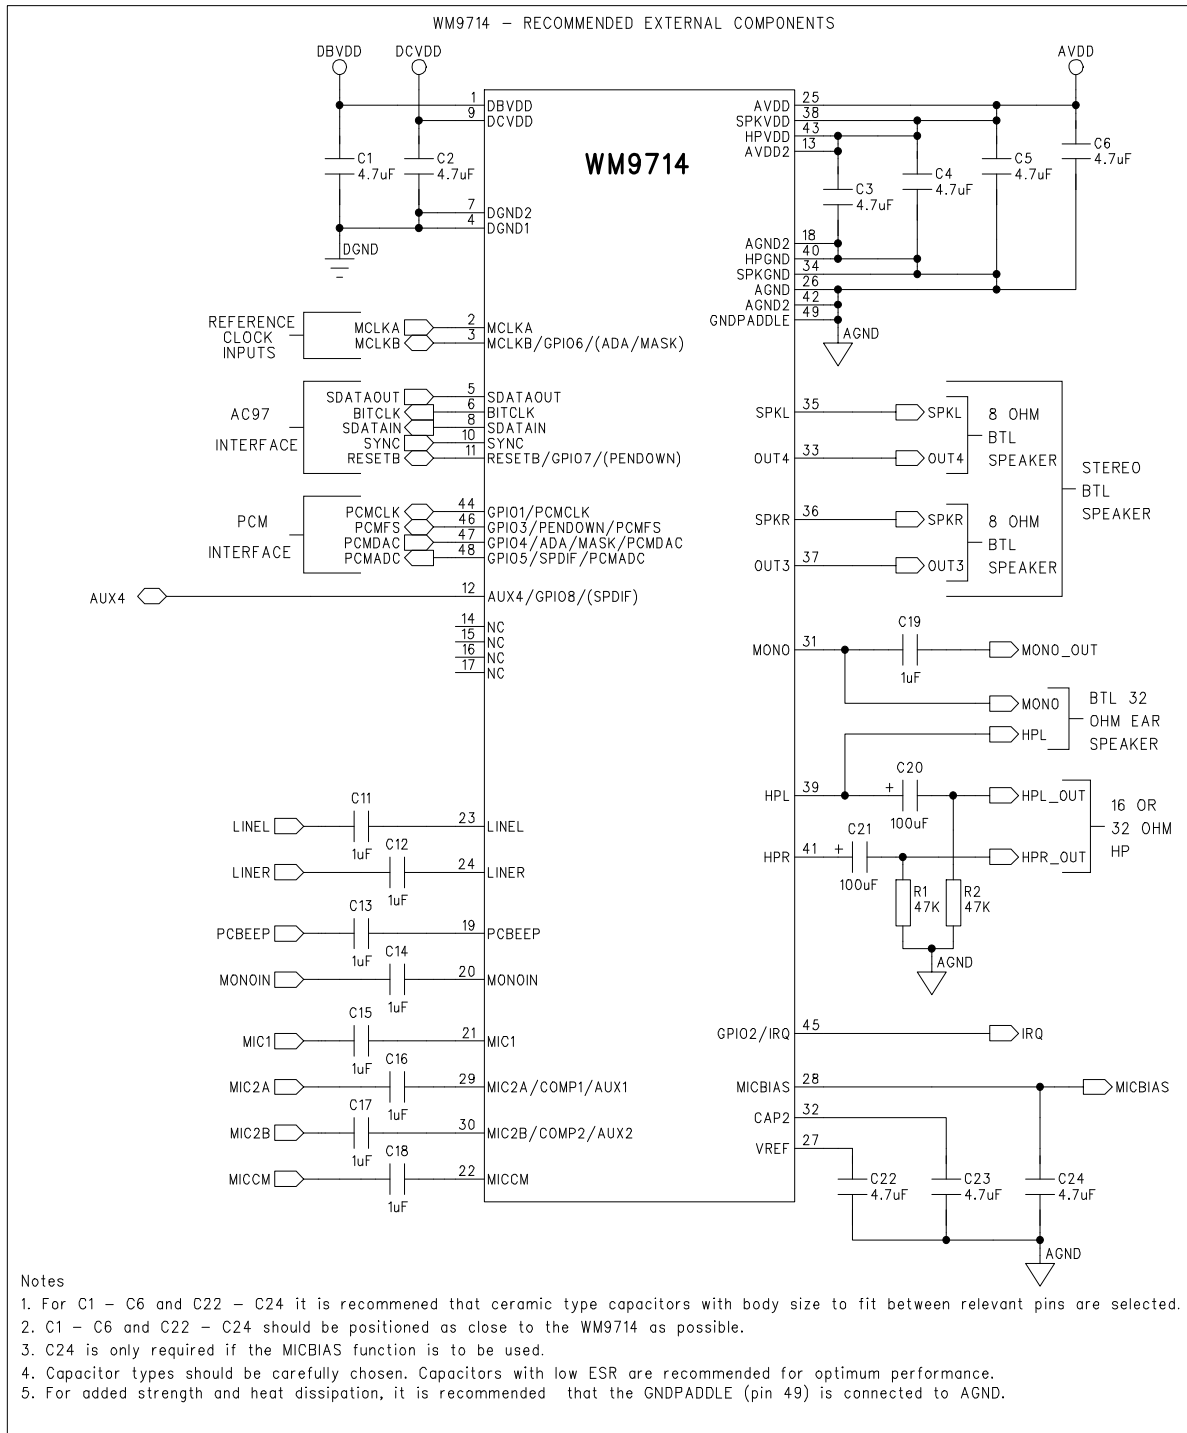 WM9714 – RECOMMENDED EXTERNAL COMPONENTS
DBVDD
DCVDD
AVDD
WM9714
1 DBVDD
9 DCVDD
C1
4.7uF
C2
4.7uF
7 DGND2
4 DGND1
DGND
AVDD 25
SPKVDD 38
HPVDD 43
AVDD2 13
C3
4.7uF
C4
4.7uF
C5
4.7uF
C6
4.7uF
AGND2 18
HPGND 40
SPKGND 34
AGND 26
AGND2 42
GNDPADDLE 49
AGND
REFERENCE
CLOCK
INPUTS
MCLKA 2 MCLKA
MCLKB 3 MCLKB/GPIO6/(ADA/MASK)
AC97
INTERFACE
SDATAOUT 5 SDATAOUT
BITCLK 6 BITCLK
SDATAIN 8 SDATAIN
SYNC 10 SYNC
RESETB 11 RESETB/GPIO7/(PENDOWN)
PCM
INTERFACE
PCMCLK 44 GPIO1/PCMCLK
PCMFS 46 GPIO3/PENDOWN/PCMFS
PCMDAC 47 GPIO4/ADA/MASK/PCMDAC
PCMADC 48 GPIO5/SPDIF/PCMADC
AUX4 12 AUX4/GPIO8/(SPDIF)
14 NC
15 NC
16 NC
17 NC
SPKL 35 SPKL
OUT4 33 OUT4
8 OHM
BTL
SPEAKER
SPKR 36 SPKR
OUT3 37 OUT3
8 OHM
BTL
SPEAKER
STEREO
BTL
SPEAKER
MONO 31
C19
1uF
MONO_OUT
MONO
HPL
BTL 32
OHM EAR
SPEAKER
HPL 39
+
C20
100uF
HPL_OUT
HPR 41
+
C21
100uF
HPR_OUT
16 OR
32 OHM
HP
R1
47K
R2
47K
AGND
LINEL
C11
1uF
23 LINEL
LINER
C12
1uF
24 LINER
PCBEEP
C13
1uF
19 PCBEEP
MONOIN
C14
1uF
20 MONOIN
MIC1
C15
1uF
21 MIC1
MIC2A
C16
1uF
29 MIC2A/COMP1/AUX1
MIC2B
C17
1uF
30 MIC2B/COMP2/AUX2
MICCM
C18
1uF
22 MICCM
GPIO2/IRQ 45 IRQ
MICBIAS 28 MICBIAS
CAP2 32
VREF 27
C22
4.7uF
C23
4.7uF
C24
4.7uF
AGND
Notes
1. For C1 – C6 and C22 – C24 it is recommened that ceramic type capacitors with body size to fit between relevant pins are selected.
2. C1 – C6 and C22 – C24 should be positioned as close to the WM9714 as possible.
3. C24 is only required if the MICBIAS function is to be used.
4. Capacitor types should be carefully chosen. Capacitors with low ESR are recommended for optimum performance.
5. For added strength and heat dissipation, it is recommended that the GNDPADDLE (pin 49) is connected to AGND.